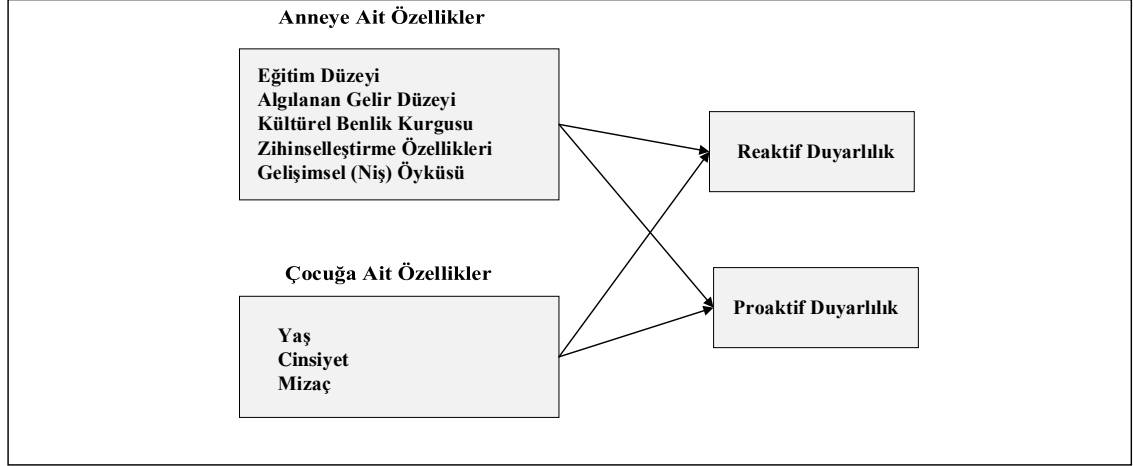 Anneye Ait Özellikler
Eğitim Düzeyi
Algılanan Gelir Düzeyi
Kültürel Benlik Kurgusu
Zihinselleştirme Özellikleri
Gelişimsel (Niş) Öyküsü
Reaktif Duyarlılık
Çocuğa Ait Özellikler
Yaş
Cinsiyet
Mizaç
Proaktif Duyarlılık